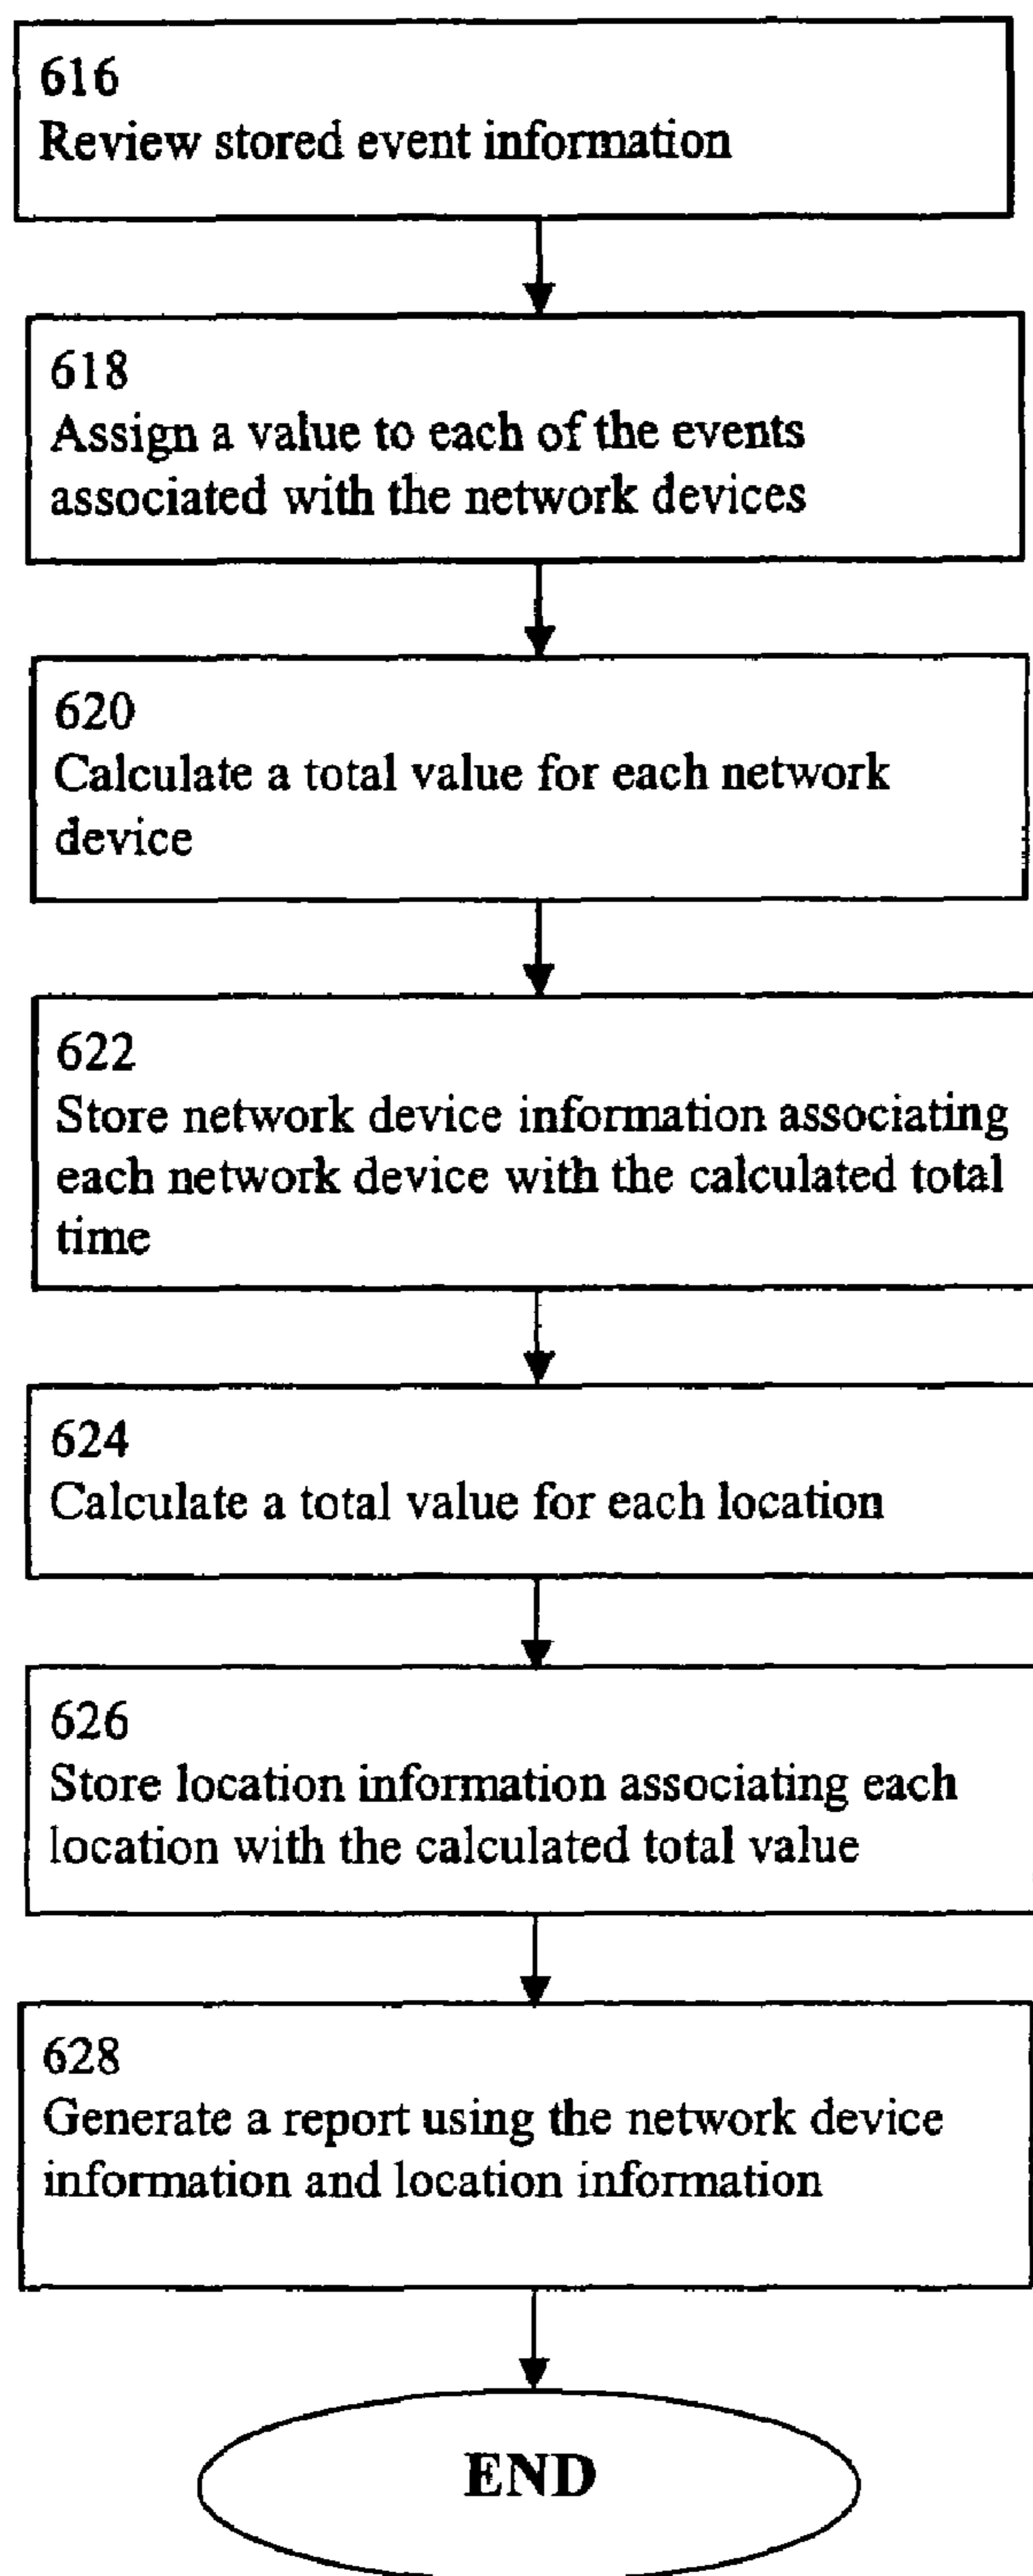 616
Review stored event information
618
Assign a value to each of the events
associated with the network devices
620
Calculate a total value for each network
device
622
Store network device information associating
each network device with the calculated total
time
624
Calculate a total value for each location
626
Store location information associating each
location with the calculated total value
628
Generate a report using the network device
information and location information
END